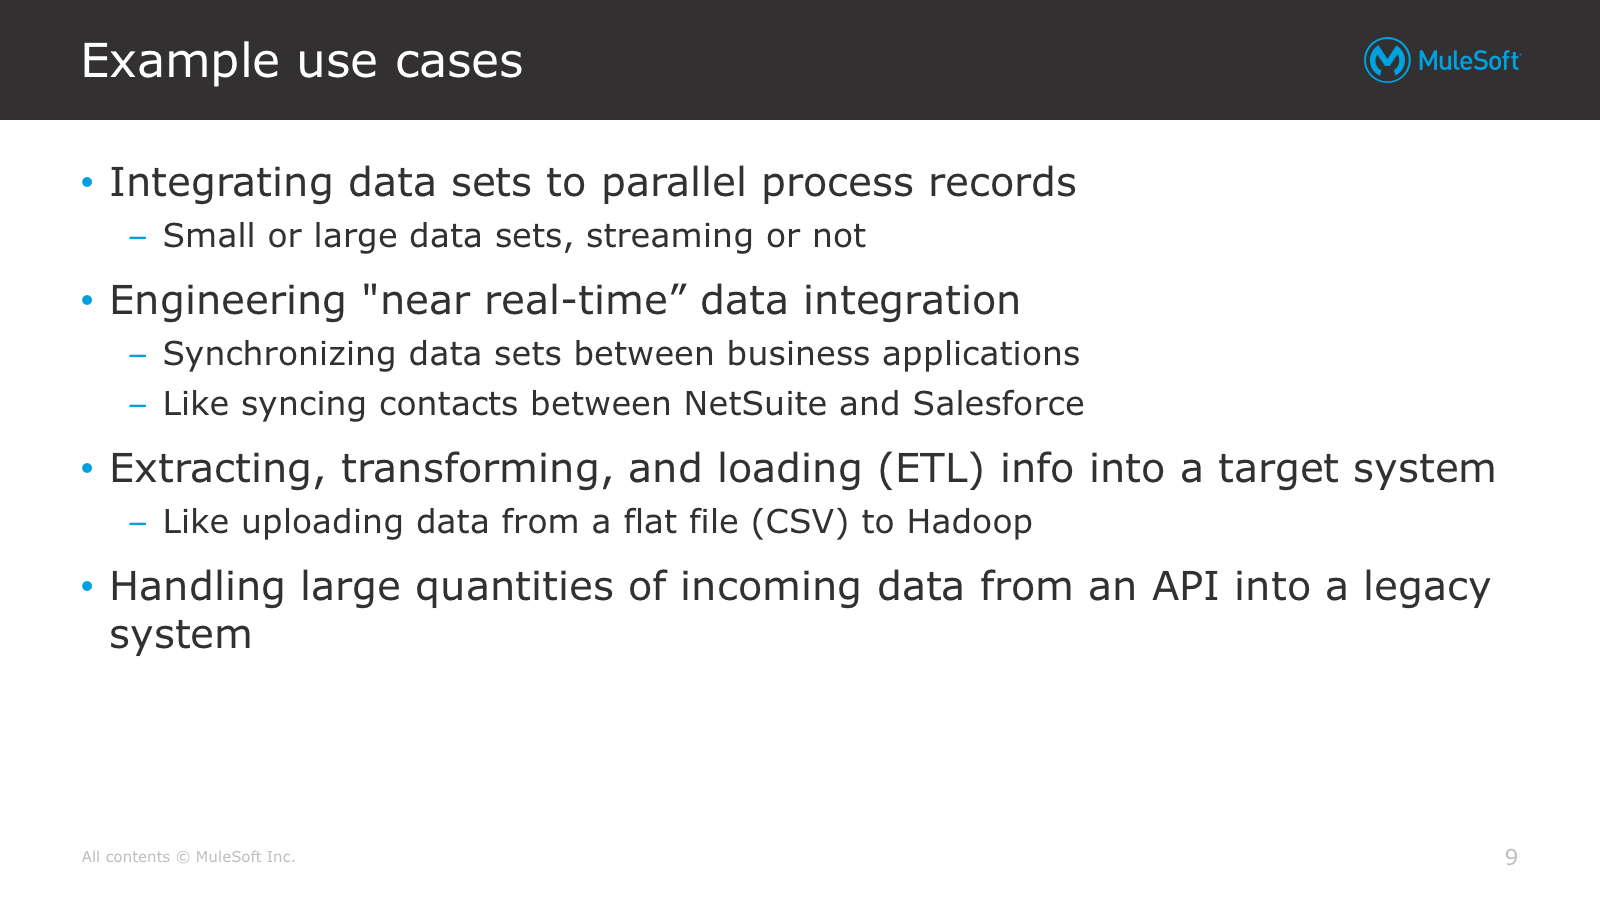 Example use cases
MuleSoft
• Integrating data sets to parallel process records
– Small or large data sets, streaming or not
• Engineering "near real-time” data integration
– Synchronizing data sets between business applications
– Like syncing contacts between NetSuite and Salesforce
• Extracting, transforming, and loading (ETL) info into a target system
– Like uploading data from a flat file (CSV) to Hadoop
• Handling large quantities of incoming data from an API into a legacy
system
All contents © MuleSoft Inc.
9